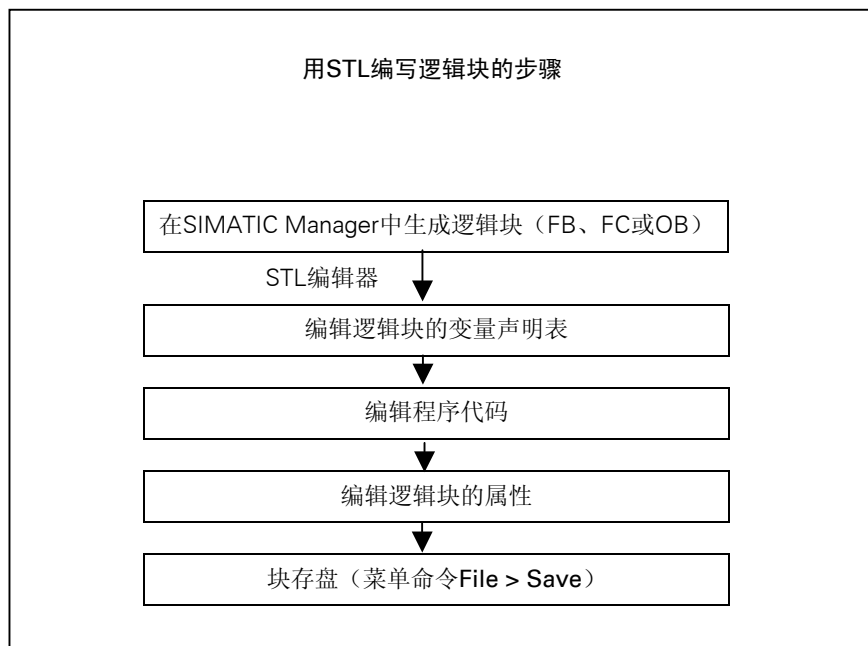 用STL编写逻辑块的步骤
在SIMATIC Manager中生成逻辑块（FB、FC或OB）
STL编辑器
编辑逻辑块的变量声明表
编辑程序代码
编辑逻辑块的属性
块存盘（菜单命令File > Save）